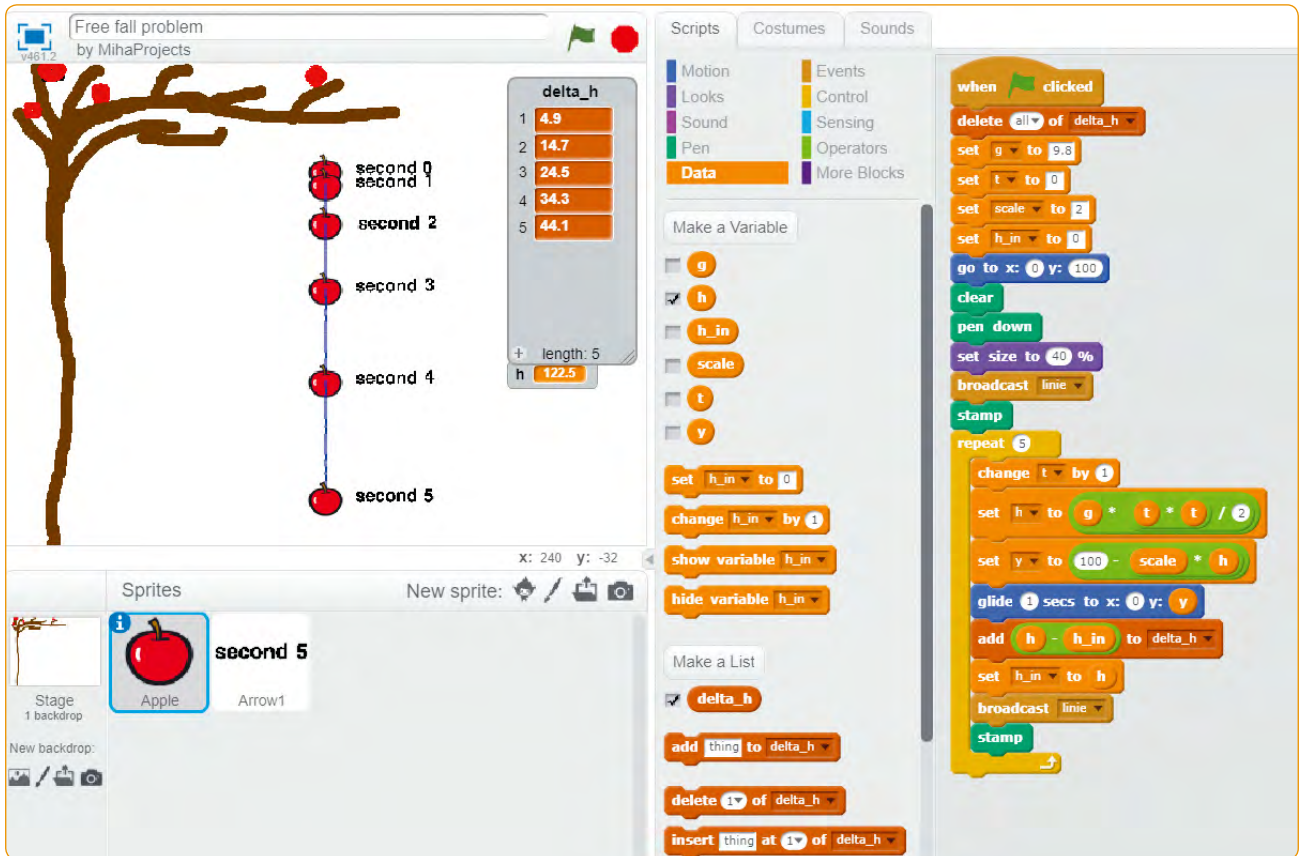 Free fall problem
by MihaProjects
v461.2
delta_h
1 4.9
2 14.7
3 24.5
4 34.3
5 44.1
+ length: 5
h 122.5
second 0
second 1
second 2
second 3
second 4
second 5
x: 240 y: -32
Sprites
New sprite:
Stage
1 backdrop
New backdrop:
i
Apple
second 5
Arrow1
Scripts
Costumes
Sounds
Motion
Looks
Sound
Pen
Data
Events
Control
Sensing
Operators
More Blocks
Make a Variable
g
h
h_in
scale
t
y
set h_in to 0
change h_in by 1
show variable h_in
hide variable h_in
Make a List
delta_h
add thing to delta_h
delete 1 of delta_h
insert thing at 1 of delta_h
when clicked
delete all of delta_h
set g to 9.8
set t to 0
set scale to 2
set h_in to 0
go to x: 0 y: 100
clear
pen down
set size to 40 %
broadcast linie
stamp
repeat 5
change t by 1
set h to g * t * t / 2
set y to 100 - scale * h
glide 1 secs to x: 0 y: y
add h - h_in to delta_h
set h_in to h
broadcast linie
stamp